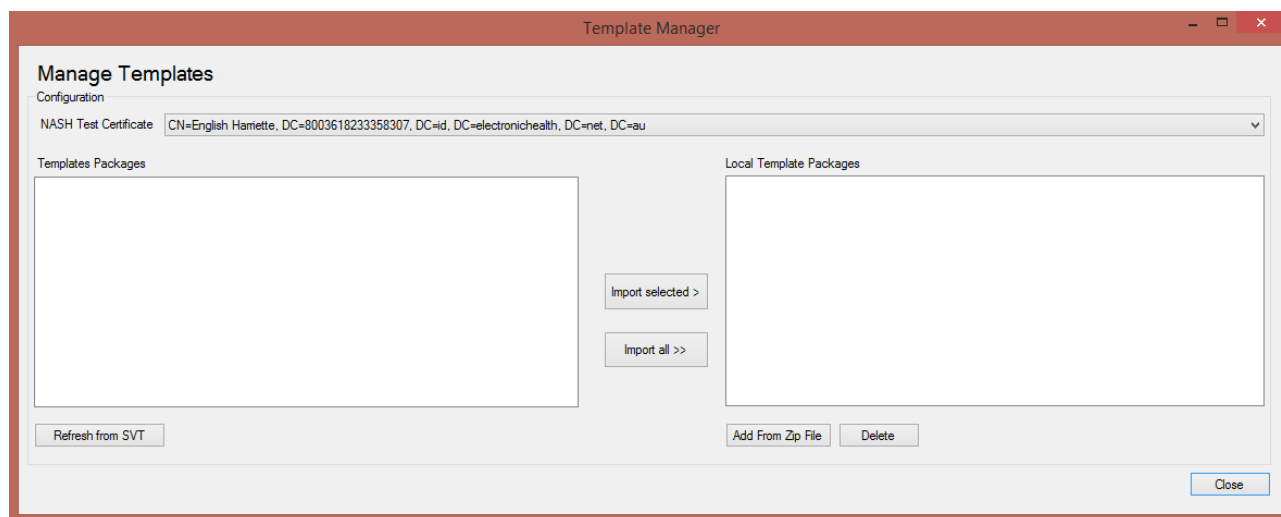 Template Manager
Manage Templates
Configuration
NASH Test Certificate CN=English Harriette, DC=8003618233358307, DC=id, DC=electronichealth, DC=net, DC=au
Templates Packages
Local Template Packages
Import selected >
Import all >>
Refresh from SVT
Add From Zip File
Delete
Close